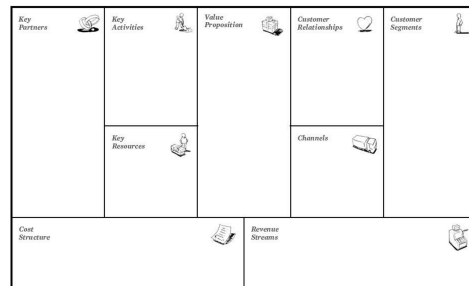 Key
Partners
Key
Activities
Value
Proposition
Customer
Relationships
Customer
Segments
Key
Resources
Channels
Cost
Structure
Revenue
Streams